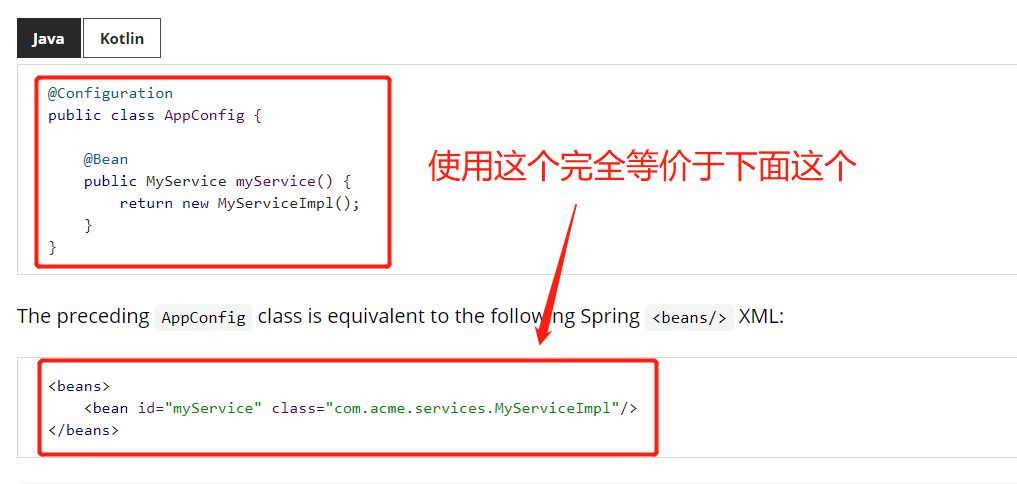 Java Kotlin
@Configuration
public class AppConfig {
@Bean
public MyService myService() {
return new MyServiceImpl();
}
}
使用这个完全等价于下面这个
The preceding AppConfig class is equivalent to the following Spring <beans/> XML:
<beans>
<bean id="myService" class="com.acme.services.MyServiceImpl"/>
</beans>